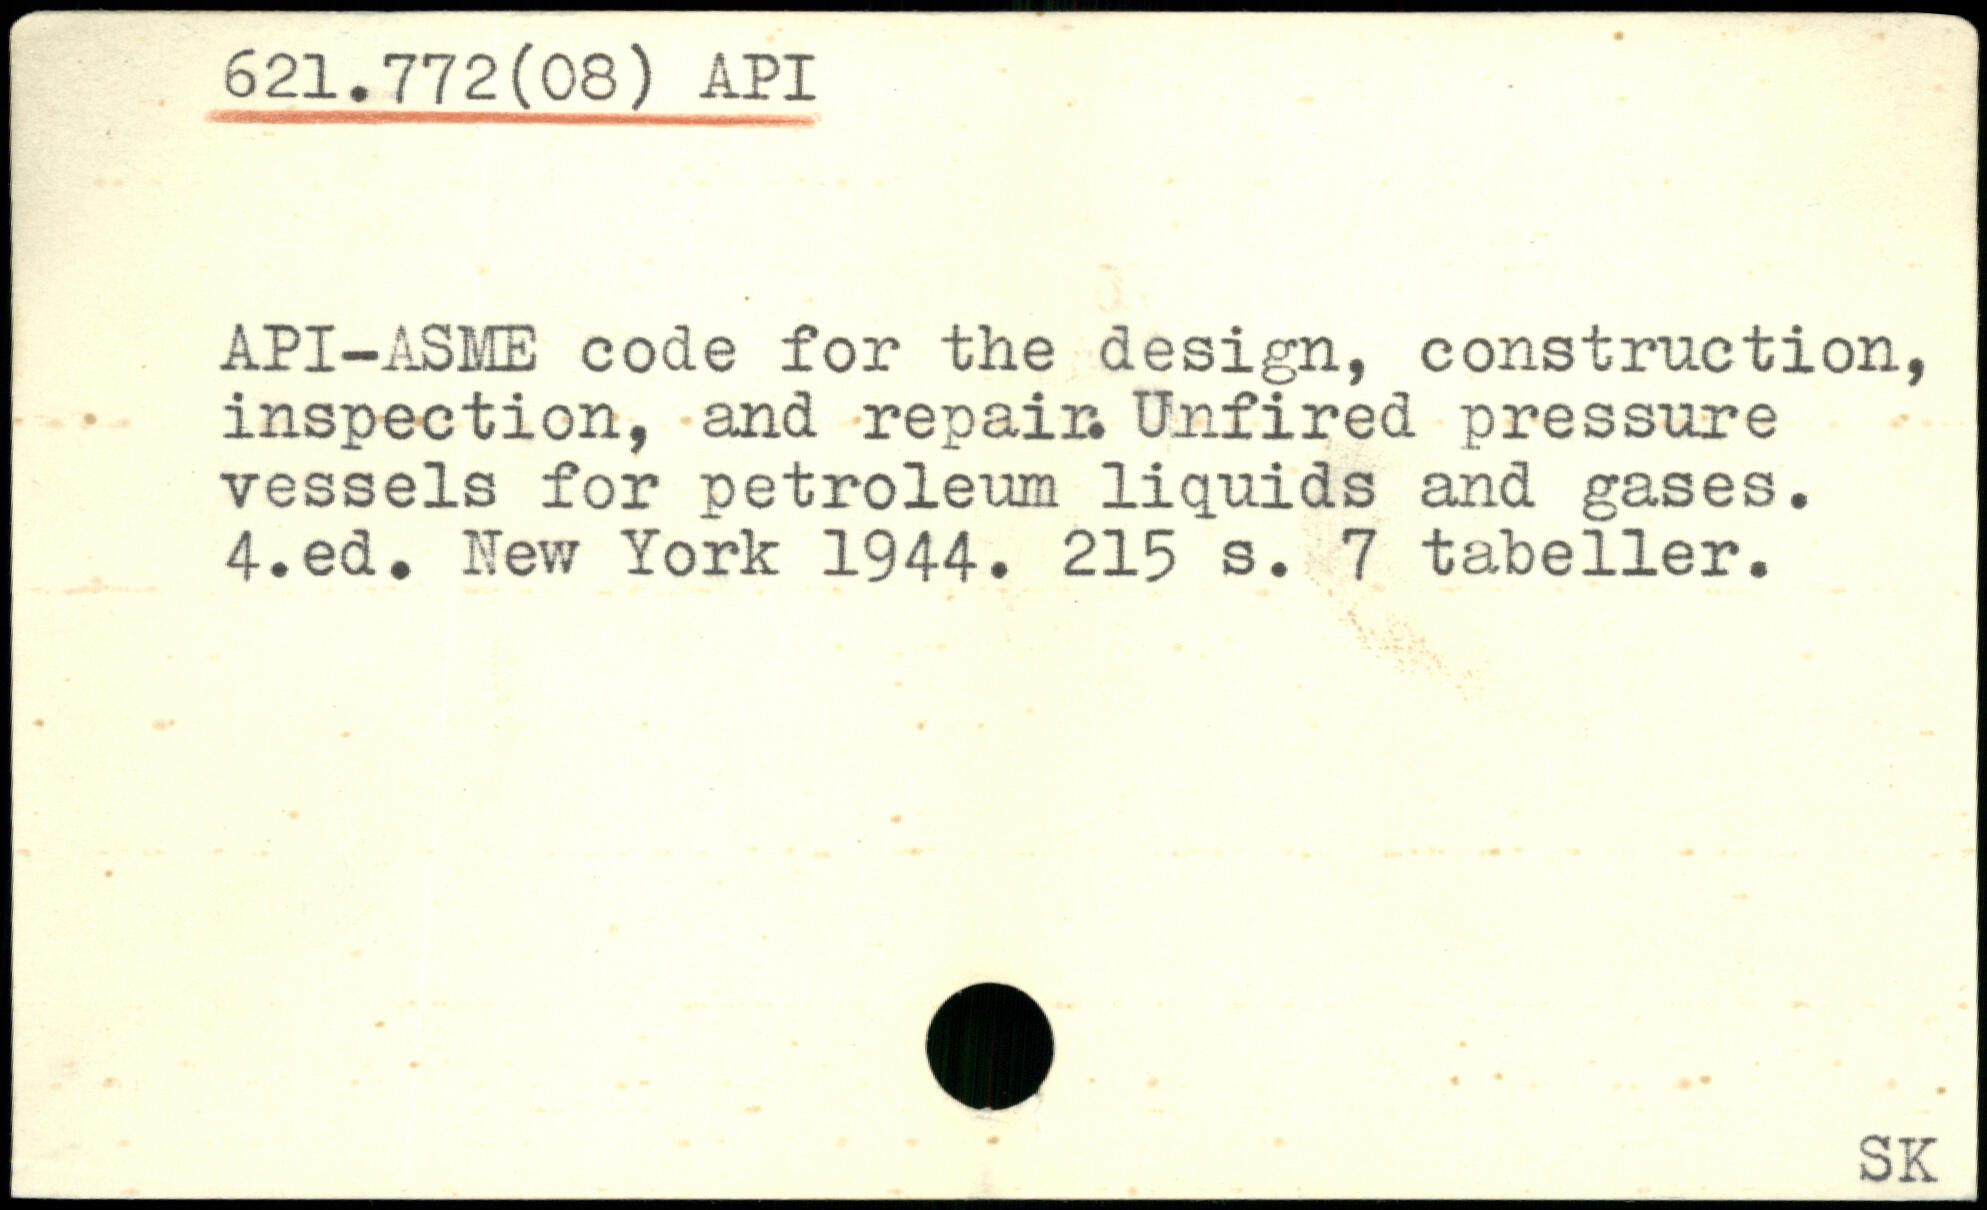 621.772(08) API
API-ASME code for the design, construction,
inspection, and repair. Unfired pressure
vessels for petroleum liquids and gases.
4.ed. New York 1944. 215 s. 7 tabeller.
SK